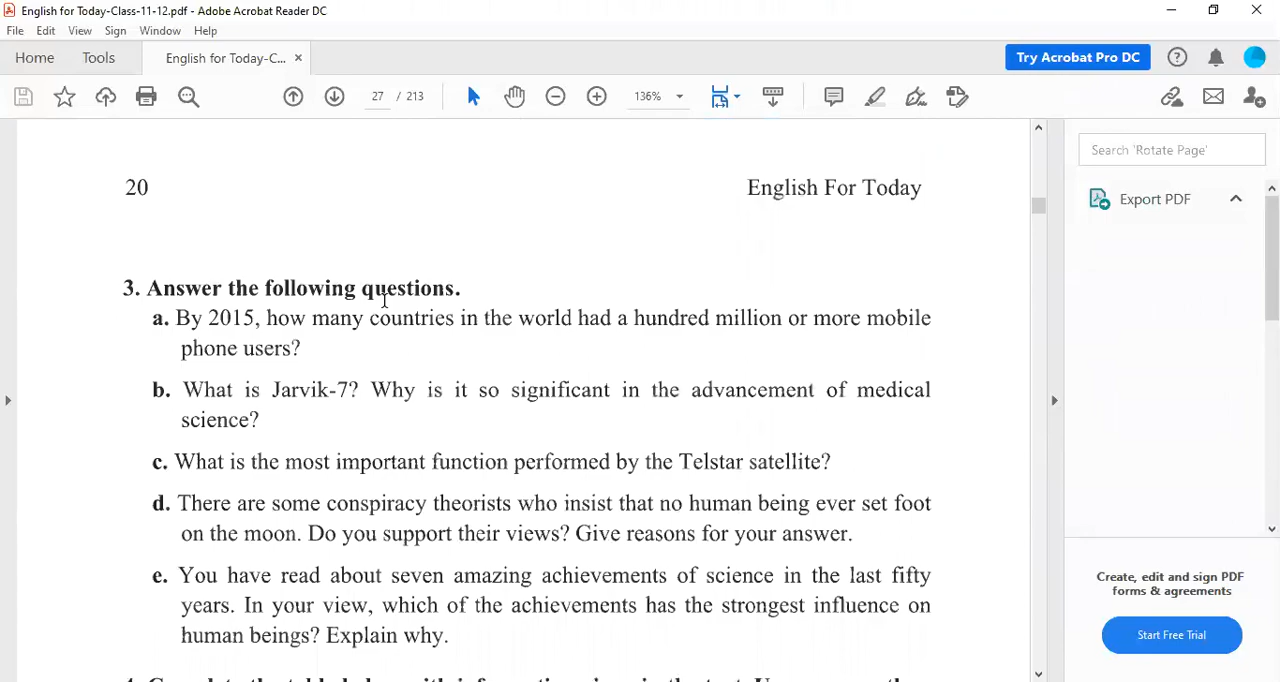 English for Today-Class-11-12.pdf - Adobe Acrobat Reader DC
File Edit View Sign Window Help
Home Tools English for Today-C... × Try Acrobat Pro DC
27 / 213 136%
20 English For Today
Search 'Rotate Page'
Export PDF
3. Answer the following questions.
a. By 2015, how many countries in the world had a hundred million or more mobile
phone users?
b. What is Jarvik-7? Why is it so significant in the advancement of medical
science?
c. What is the most important function performed by the Telstar satellite?
d. There are some conspiracy theorists who insist that no human being ever set foot
on the moon. Do you support their views? Give reasons for your answer.
e. You have read about seven amazing achievements of science in the last fifty
years. In your view, which of the achievements has the strongest influence on
human beings? Explain why.
Create, edit and sign PDF
forms & agreements
Start Free Trial